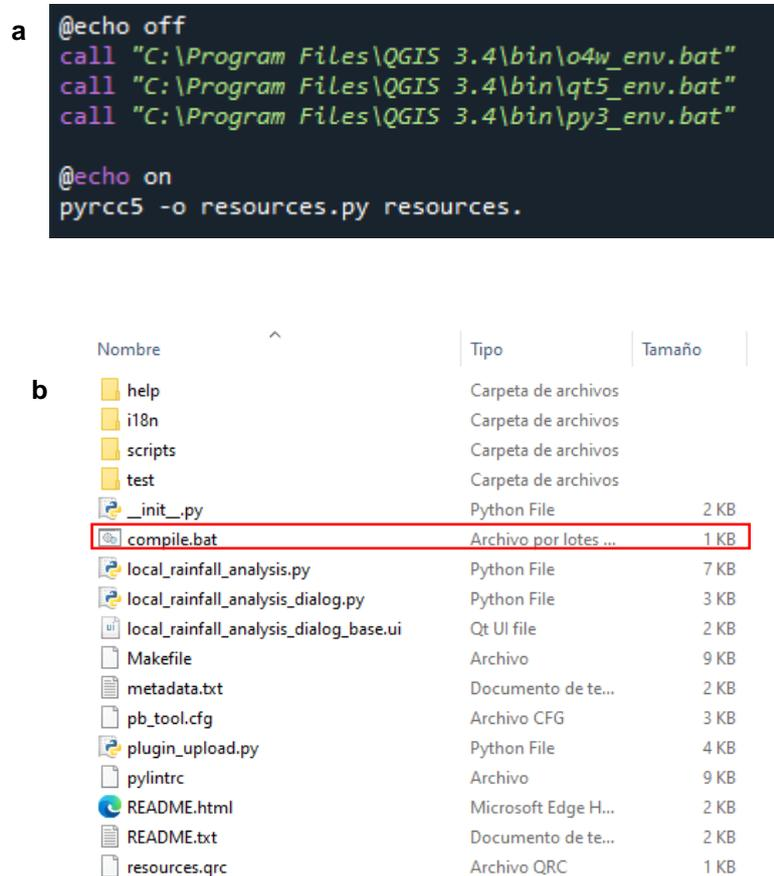 a
@echo off
call "C:\Program Files\QGIS 3.4\bin\o4w_env.bat"
call "C:\Program Files\QGIS 3.4\bin\qt5_env.bat"
call "C:\Program Files\QGIS 3.4\bin\py3_env.bat"
@echo on
pyrcc5 -o resources.py resources.
b
Nombre Tipo Tamaño
help Carpeta de archivos
i18n Carpeta de archivos
scripts Carpeta de archivos
test Carpeta de archivos
__init__.py Python File 2 KB
compile.bat Archivo por lotes ... 1 KB
local_rainfall_analysis.py Python File 7 KB
local_rainfall_analysis_dialog.py Python File 3 KB
local_rainfall_analysis_dialog_base.ui Qt UI file 2 KB
Makefile Archivo 9 KB
metadata.txt Documento de te... 2 KB
pb_tool.cfg Archivo CFG 3 KB
plugin_upload.py Python File 4 KB
pylintrc Archivo 9 KB
README.html Microsoft Edge H... 2 KB
README.txt Documento de te... 2 KB
resources.qrc Archivo QRC 1 KB